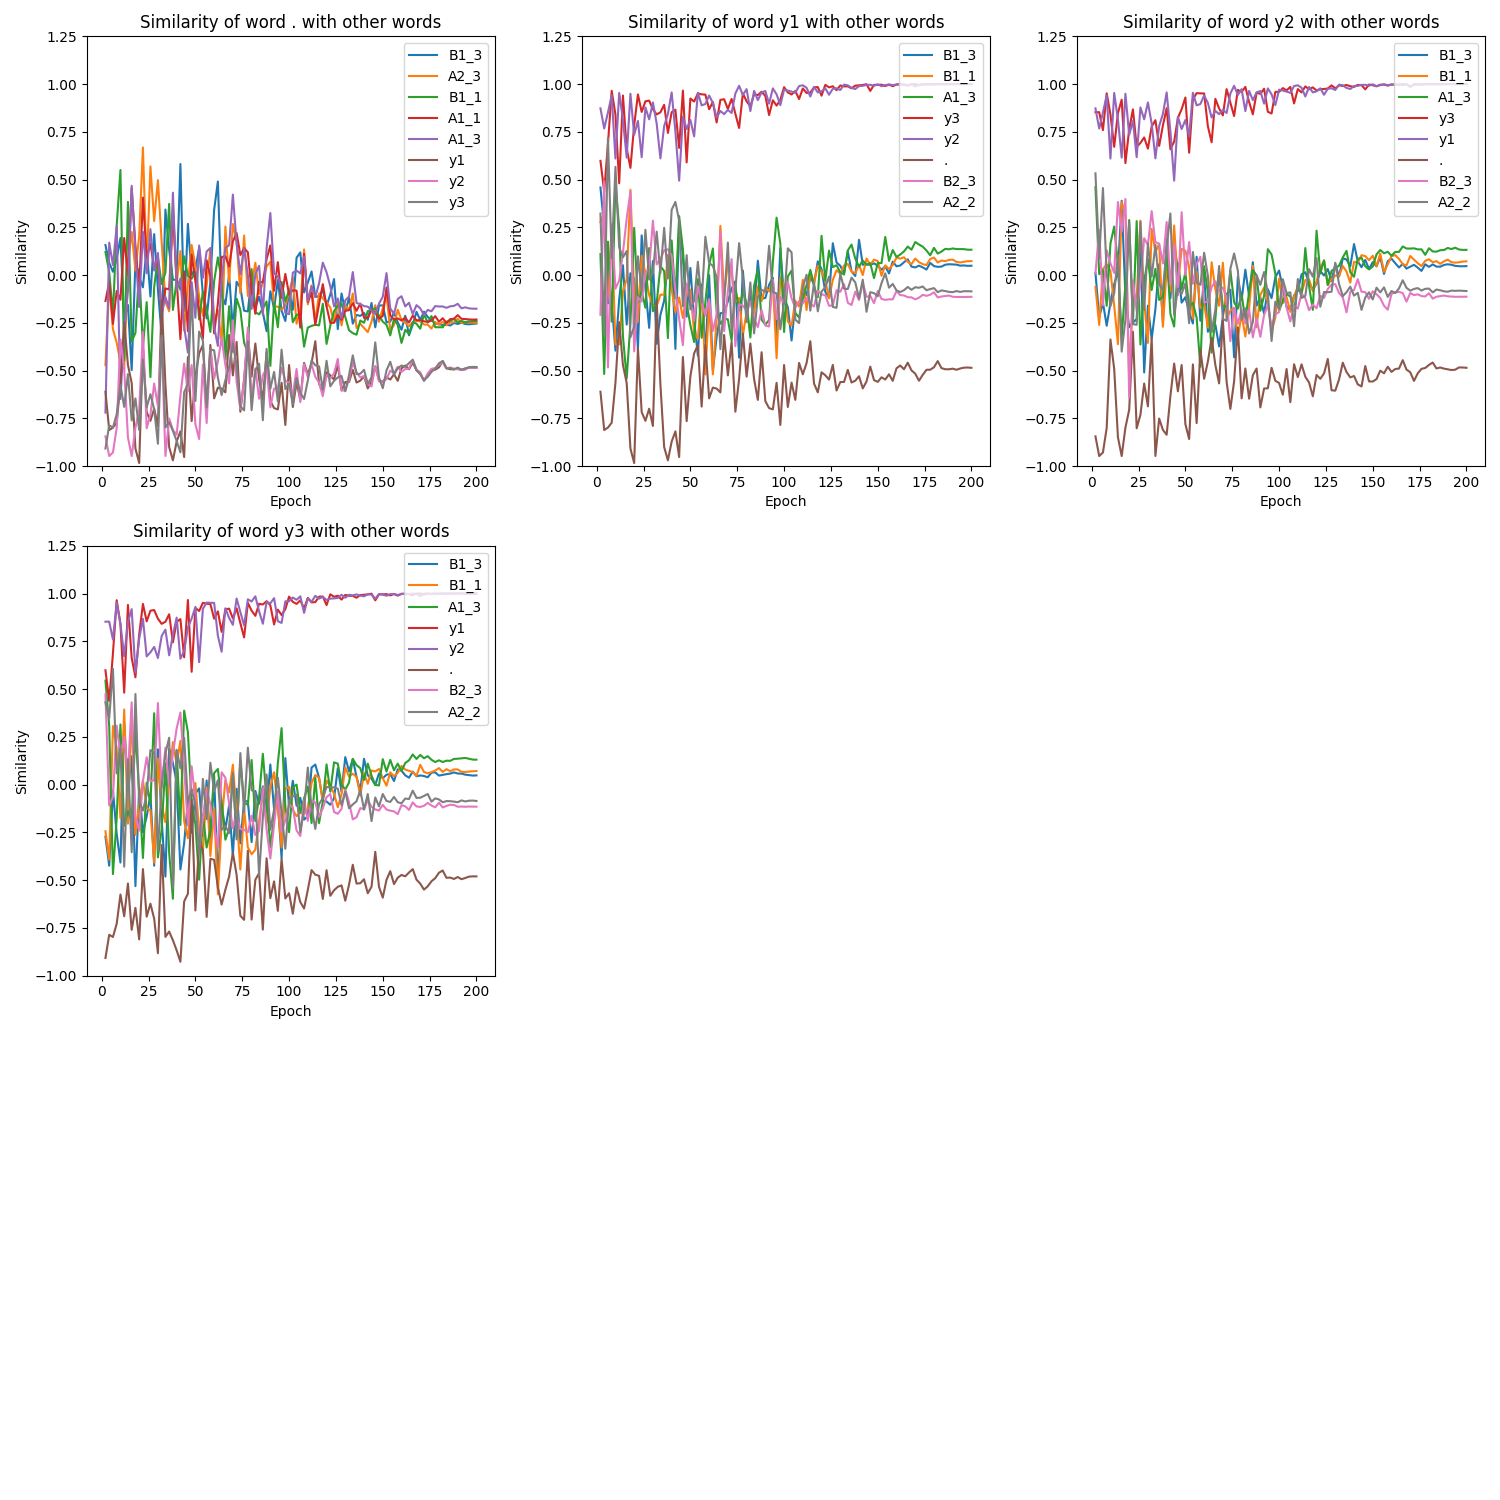 Similarity of word . with other words
Similarity
1.25
1.00
0.75
0.50
0.25
0.00
−0.25
−0.50
−0.75
−1.00
B1_3
A2_3
B1_1
A1_1
A1_3
y1
y2
y3
0 25 50 75 100 125 150 175 200
Epoch
Similarity of word y1 with other words
Similarity
1.25
1.00
0.75
0.50
0.25
0.00
−0.25
−0.50
−0.75
−1.00
B1_3
B1_1
A1_3
y3
y2
.
B2_3
A2_2
0 25 50 75 100 125 150 175 200
Epoch
Similarity of word y2 with other words
Similarity
1.25
1.00
0.75
0.50
0.25
0.00
−0.25
−0.50
−0.75
−1.00
B1_3
B1_1
A1_3
y3
y1
.
B2_3
A2_2
0 25 50 75 100 125 150 175 200
Epoch
Similarity of word y3 with other words
Similarity
1.25
1.00
0.75
0.50
0.25
0.00
−0.25
−0.50
−0.75
−1.00
B1_3
B1_1
A1_3
y1
y2
.
B2_3
A2_2
0 25 50 75 100 125 150 175 200
Epoch